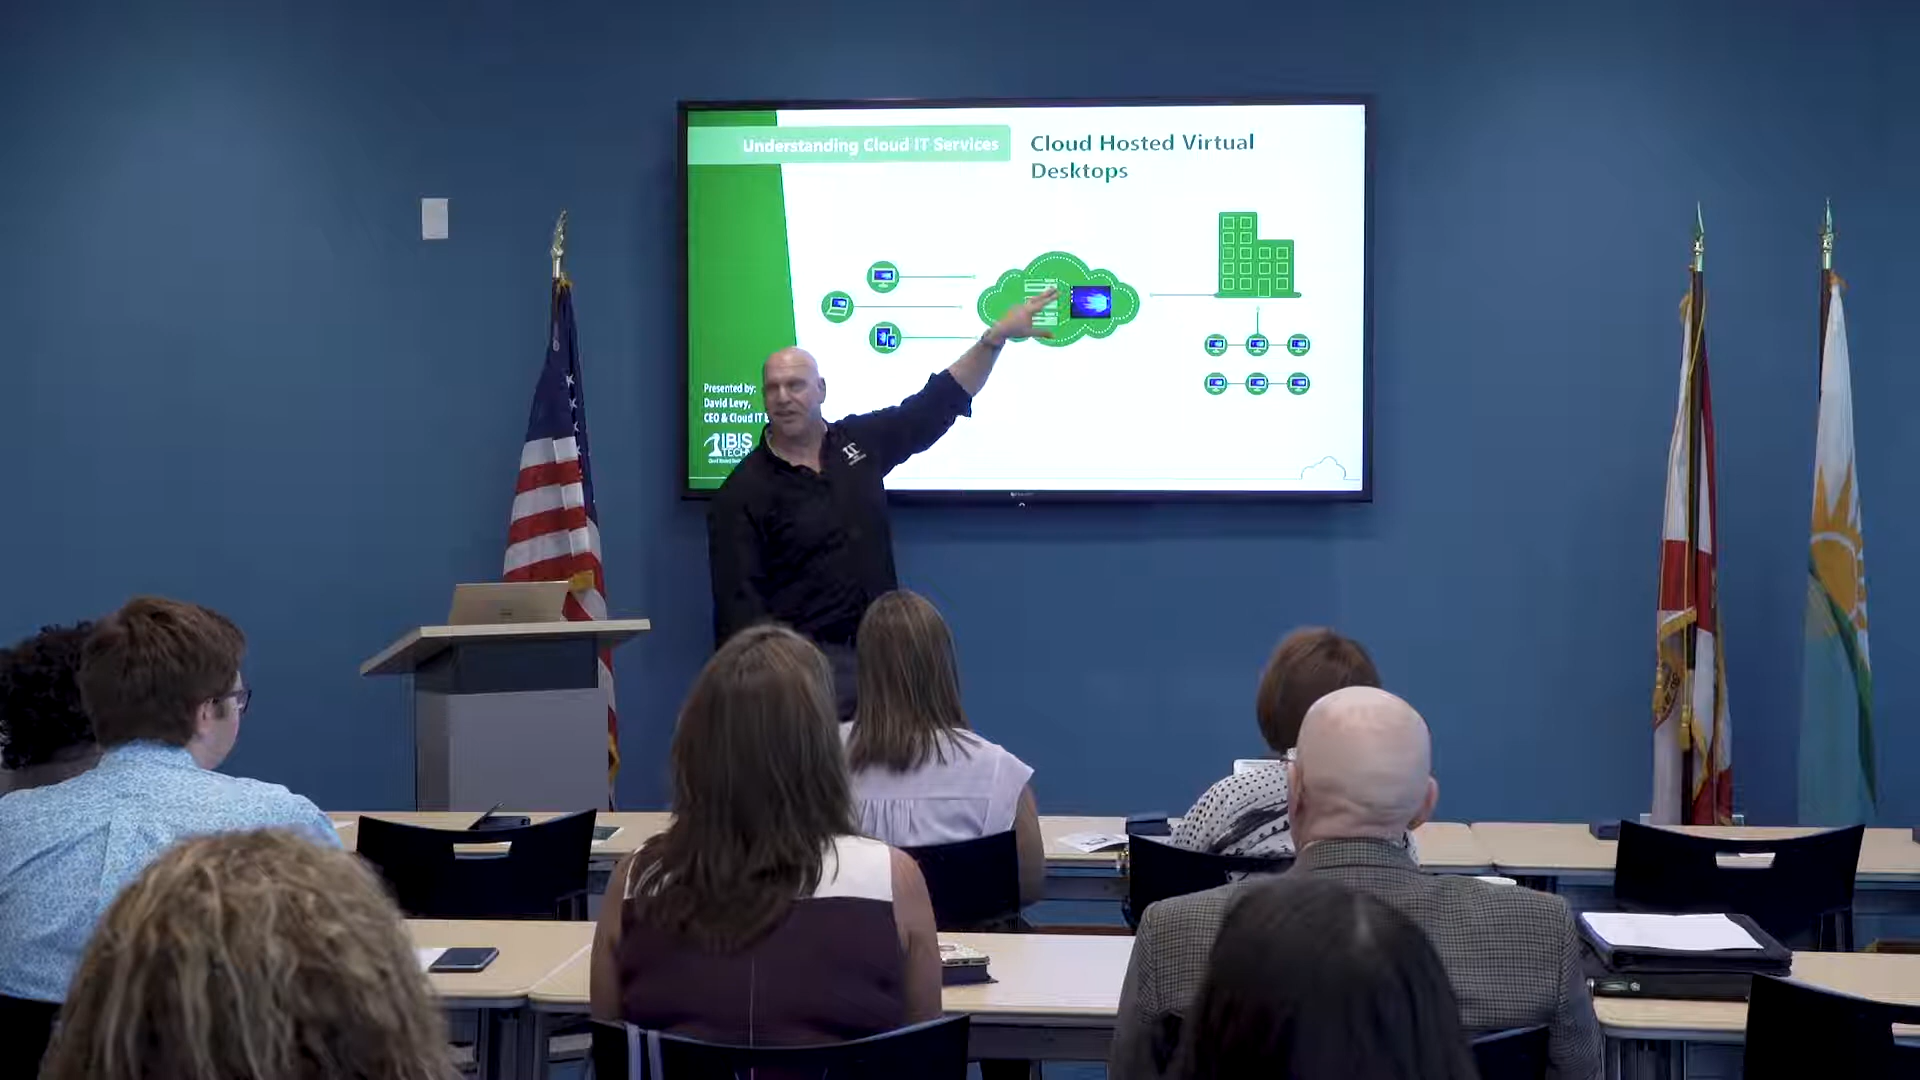 Understanding Cloud IT Services
Cloud Hosted Virtual
Desktops
Presented by:
David Levy,
CEO & Cloud IT
IBIS
TECH